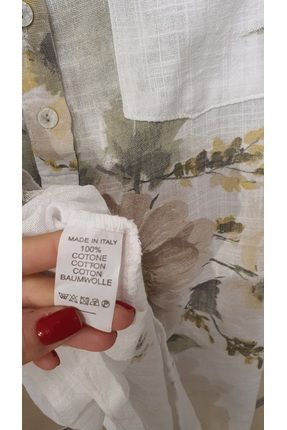 MADE IN ITALY
100%
COTONE
COTTON
COTON
BAUMWOLLE